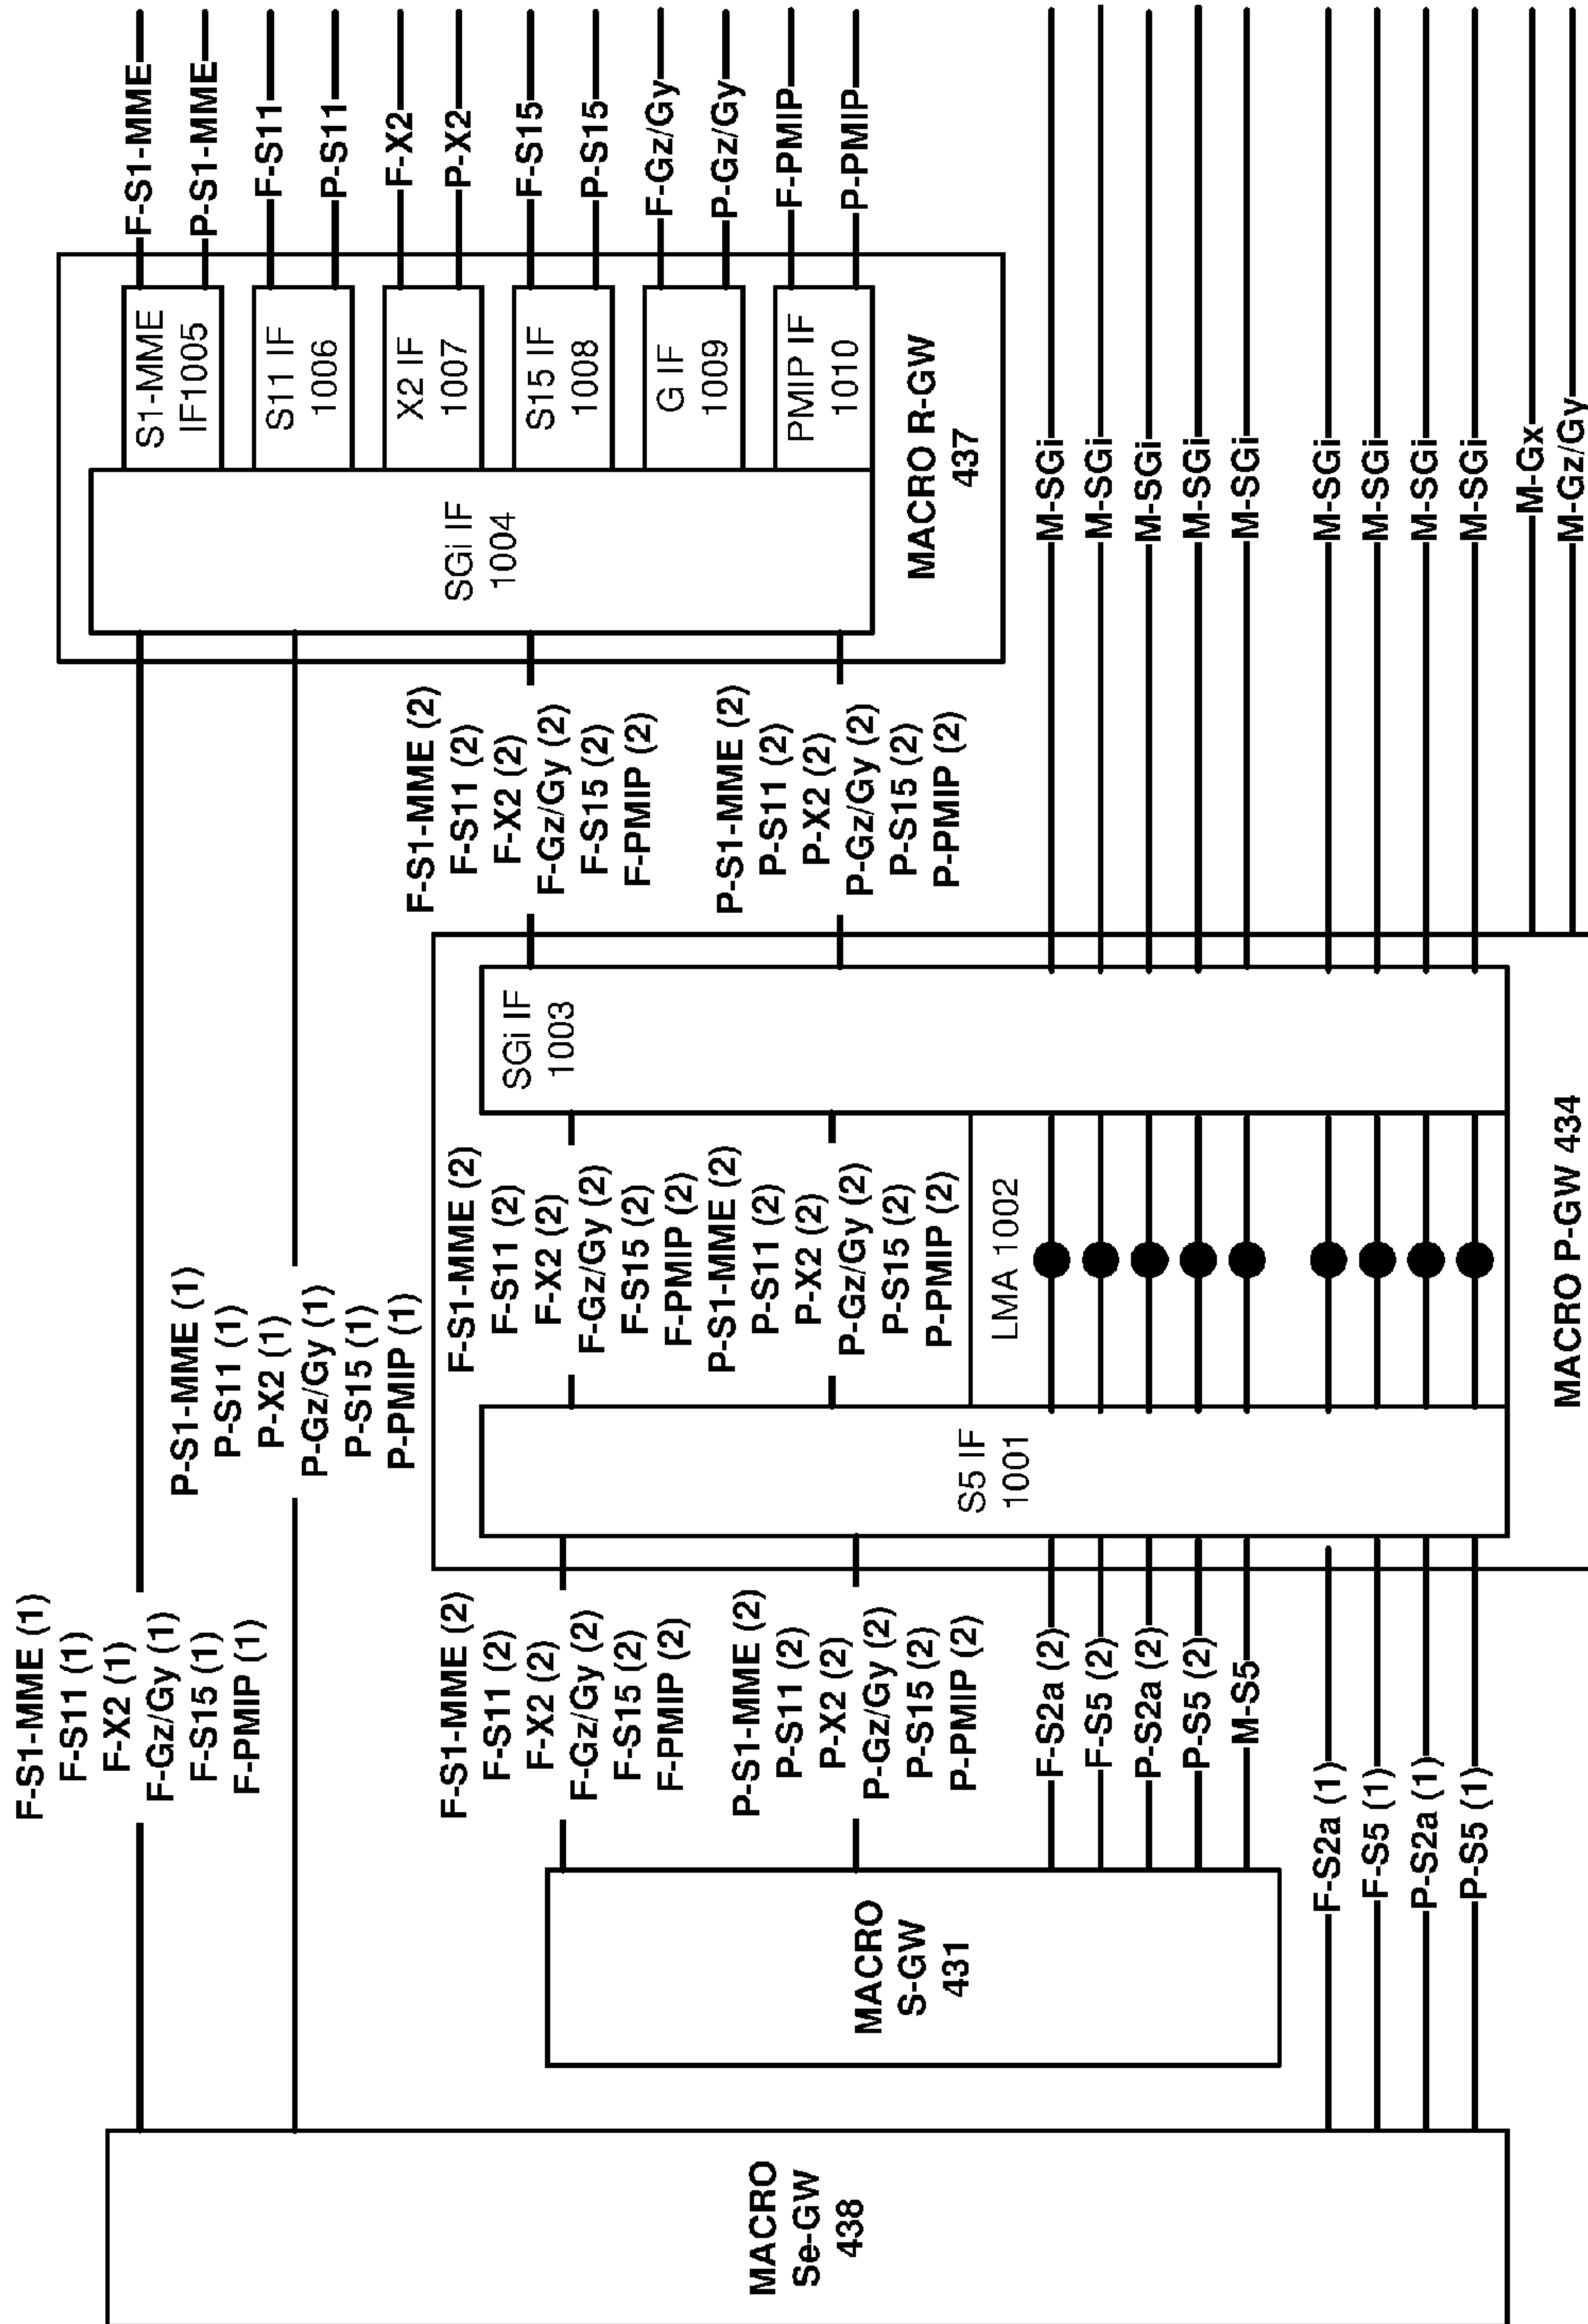 F-S1-MME (1)
F-S11 (1)
F-X2 (1)
F-Gz/Gy (1)
F-S15 (1)
F-PMIP (1)
P-S1-MME (1)
P-S11 (1)
P-X2 (1)
P-Gz/Gy (1)
P-S15 (1)
P-PMIP (1)
MACRO
Se-GW
438
MACRO
S-GW
431
F-S1-MME (2)
F-S11 (2)
F-X2 (2)
F-Gz/Gy (2)
F-S15 (2)
F-PMIP (2)
P-S1-MME (2)
P-S11 (2)
P-X2 (2)
P-Gz/Gy (2)
P-S15 (2)
P-PMIP (2)
F-S2a (2)
F-S5 (2)
P-S2a (2)
P-S5 (2)
M-S5
F-S2a (1)
F-S5 (1)
P-S2a (1)
P-S5 (1)
S5 IF
1001
F-S1-MME (2)
F-S11 (2)
F-X2 (2)
F-Gz/Gy (2)
F-S15 (2)
F-PMIP (2)
P-S1-MME (2)
P-S11 (2)
P-X2 (2)
P-Gz/Gy (2)
P-S15 (2)
P-PMIP (2)
LMA 1002
SGi IF
1003
MACRO P-GW 434
F-S1-MME (2)
F-S11 (2)
F-X2 (2)
F-Gz/Gy (2)
F-S15 (2)
F-PMIP (2)
P-S1-MME (2)
P-S11 (2)
P-X2 (2)
P-Gz/Gy (2)
P-S15 (2)
P-PMIP (2)
SGi IF
1004
S1-MME
IF1005
S11 IF
1006
X2 IF
1007
S15 IF
1008
G IF
1009
PMIP IF
1010
MACRO R-GW
437
F-S1-MME
P-S1-MME
F-S11
P-S11
F-X2
P-X2
F-S15
P-S15
F-Gz/Gy
P-Gz/Gy
F-PMIP
P-PMIP
M-SGi
M-SGi
M-SGi
M-SGi
M-SGi
M-SGi
M-SGi
M-SGi
M-SGi
M-Gx
M-Gz/Gy